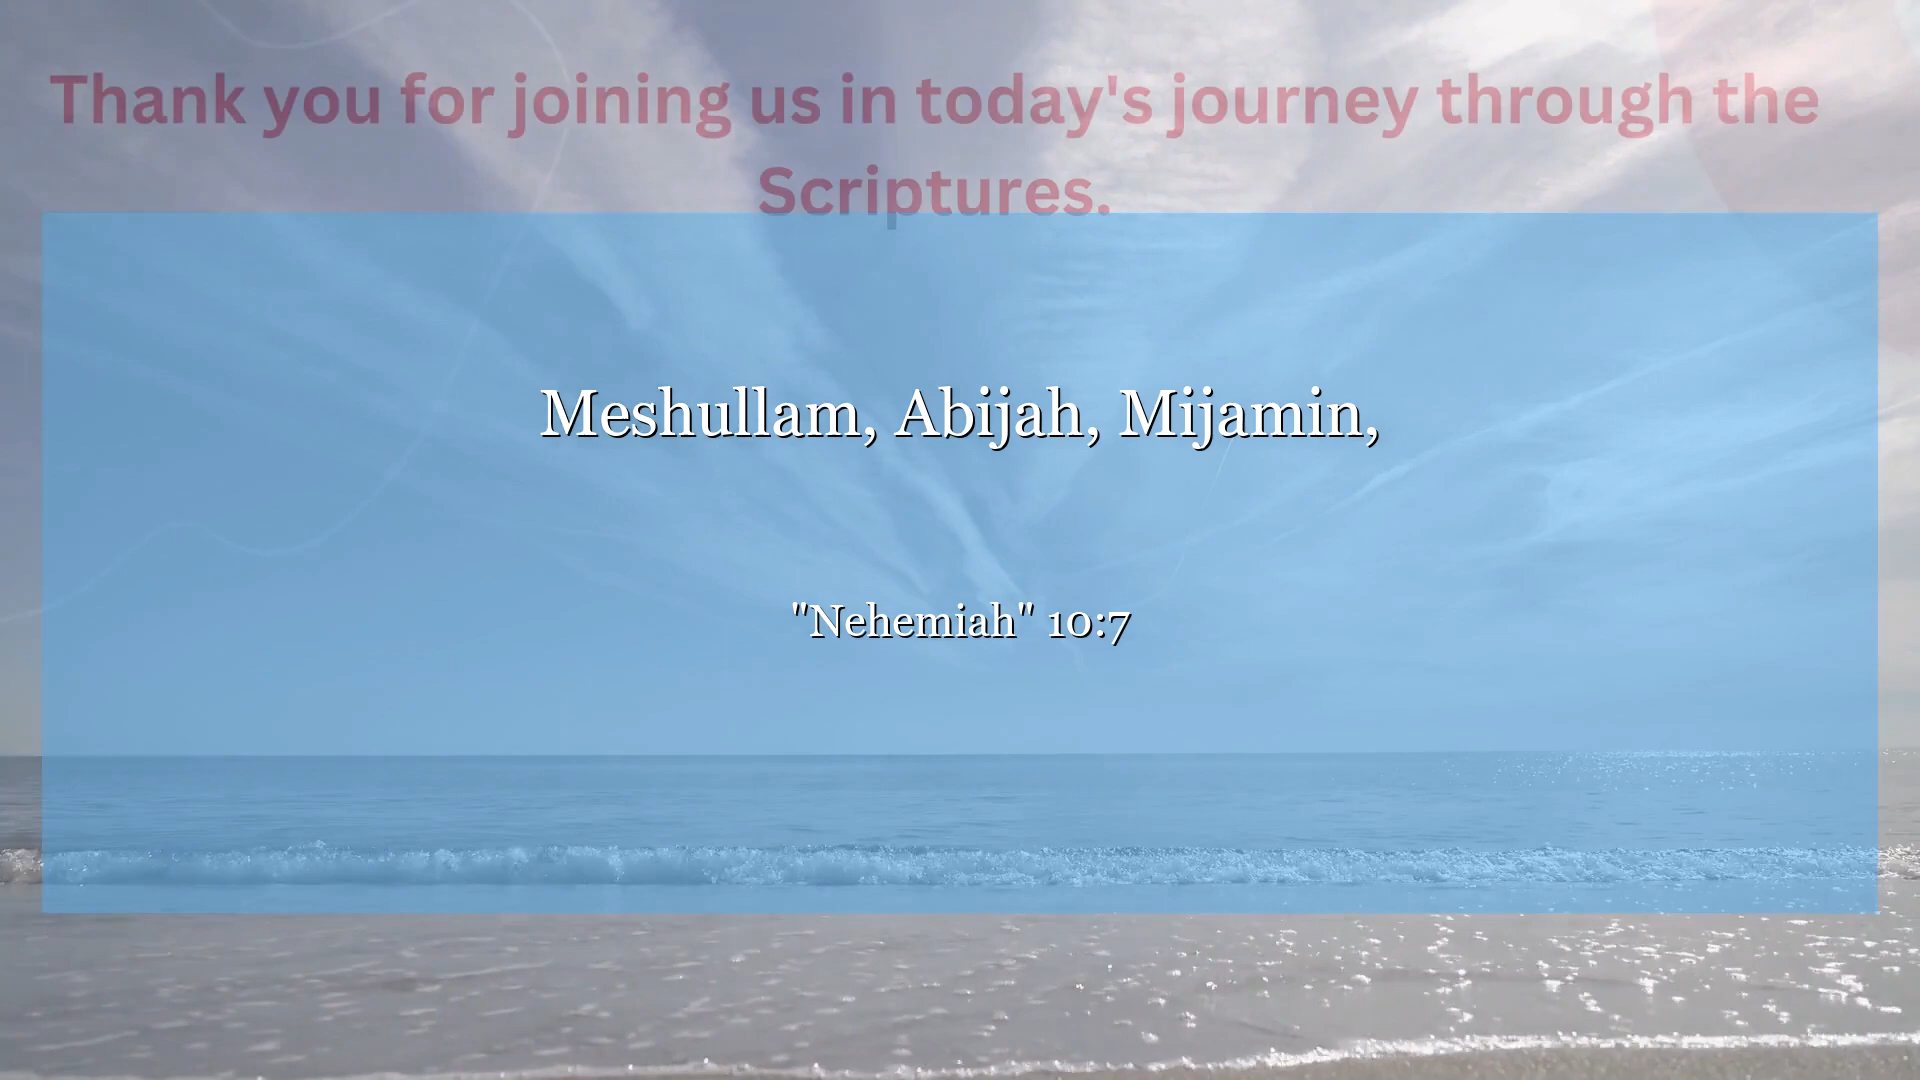 Thank you for joining us in today's journey through the
Scriptures.
Meshullam, Abijah, Mijamin,
"Nehemiah" 10:7